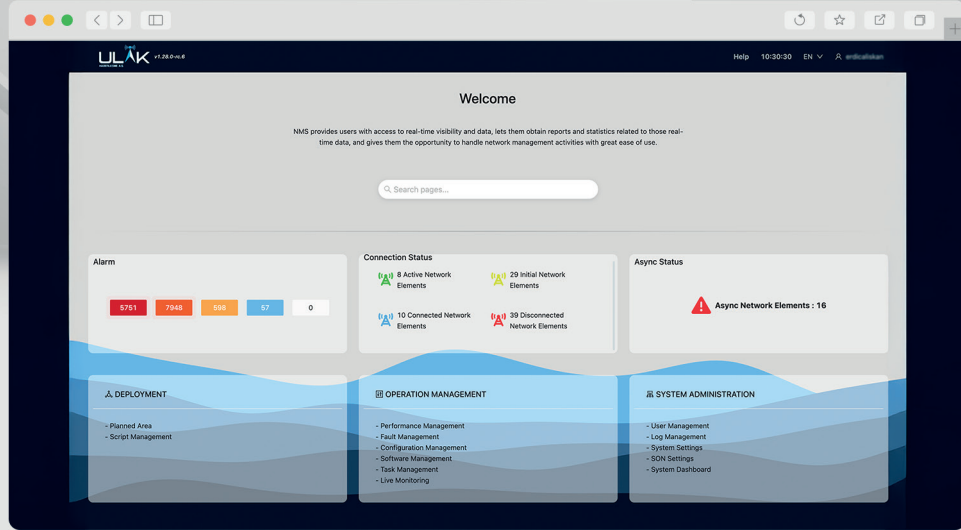 ULAK
v1.28.0-rc.6
Help 10:30:30 EN
Welcome
NMS provides users with access to real-time visibility and data, lets them obtain reports and statistics related to those real-
time data, and gives them the opportunity to handle network management activities with great ease of use.
Search pages...
Alarm
5751 7948 598 57 0
Connection Status
8 Active Network
Elements
29 Initial Network
Elements
10 Connected Network
Elements
39 Disconnected
Network Elements
Async Status
Async Network Elements : 16
DEPLOYMENT
- Planned Area
- Script Management
OPERATION MANAGEMENT
- Performance Management
- Fault Management
- Configuration Management
- Software Management
- Task Management
- Live Monitoring
SYSTEM ADMINISTRATION
- User Management
- Log Management
- System Settings
- SON Settings
- System Dashboard